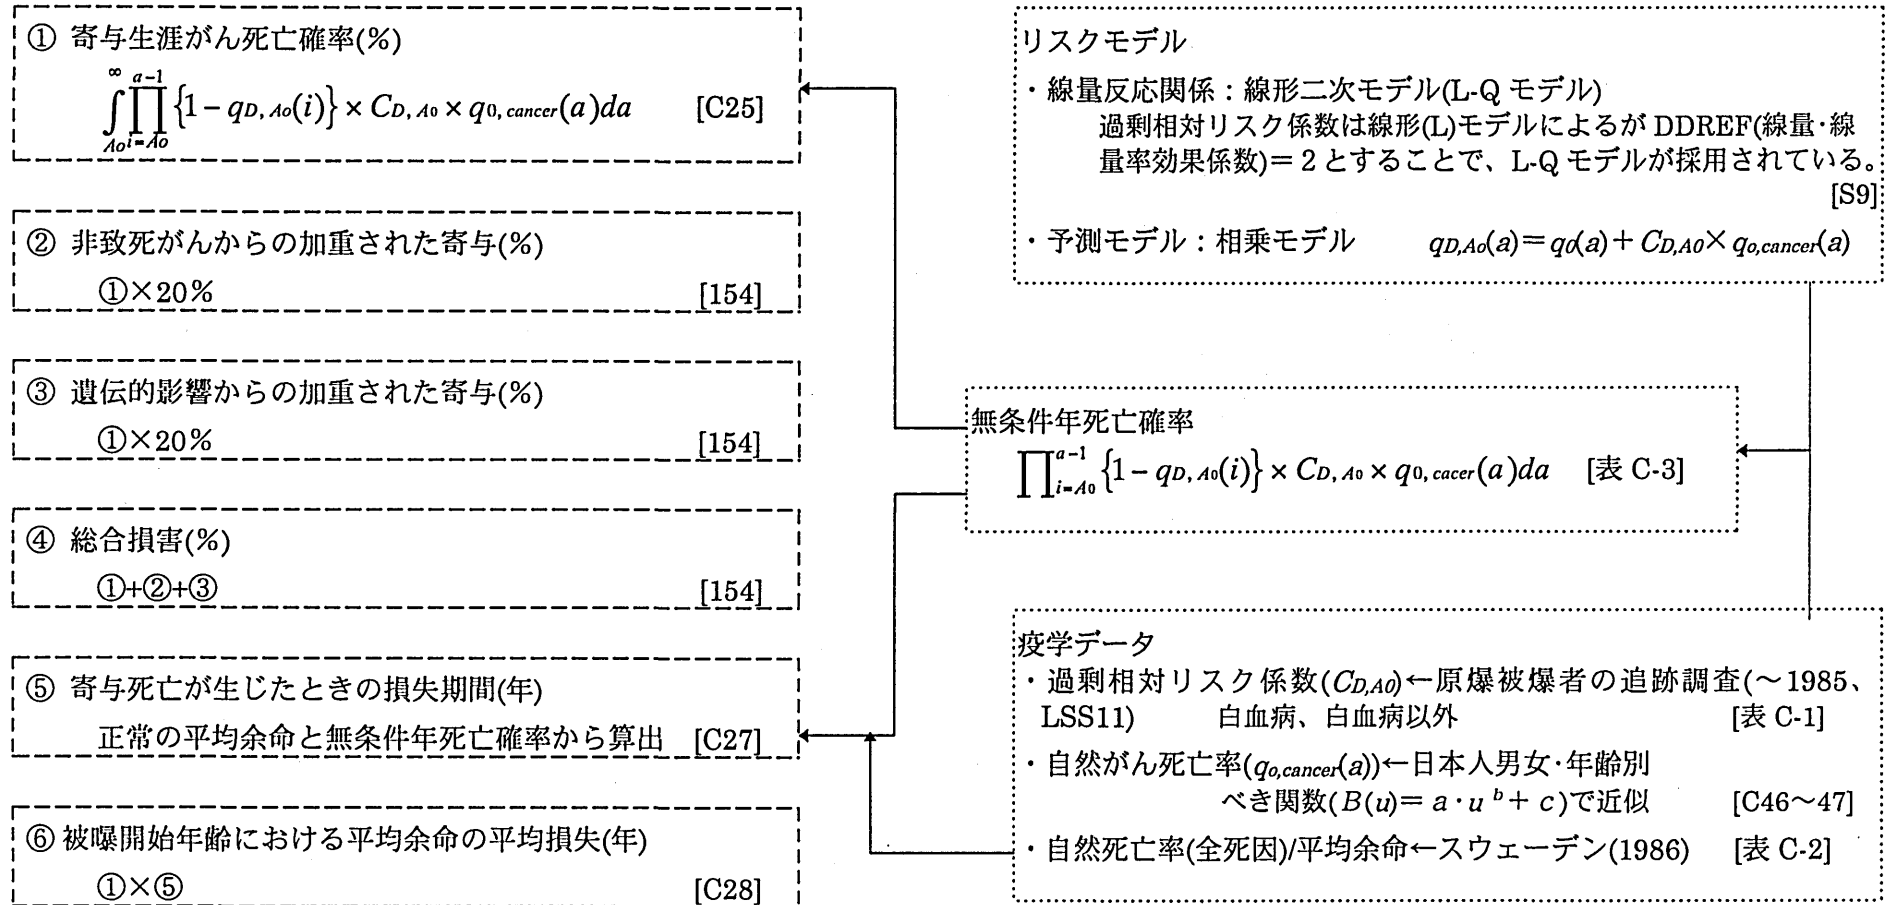 ① 寄与生涯がん死亡確率(%)
∫_{Ao}^{∞} ∏_{i=Ao}^{a-1} {1 − q_{D, Ao}(i)} × C_{D, A0} × q_{0, cancer}(a)da [C25]
② 非致死がんからの加重された寄与(%)
①×20% [154]
③ 遺伝的影響からの加重された寄与(%)
①×20% [154]
④ 総合損害(%)
①+②+③ [154]
⑤ 寄与死亡が生じたときの損失期間(年)
正常の平均余命と無条件年死亡確率から算出 [C27]
⑥被曝開始年齢における平均余命の平均損失(年)
①×⑤ [C28]
リスクモデル
・線量反応関係：線形二次モデル(L-Q モデル)
過剰相対リスク係数は線形(L)モデルによるが DDREF(線量・線
量率効果係数)＝２とすることで、L-Q モデルが採用されている。
[S9]
・予測モデル：相乗モデル q_{D,Ao}(a)＝q_{0}(a)＋C_{D,A0}×q_{o,cancer}(a)
無条件年死亡確率
∏_{i=A0}^{a-1} {1 − q_{D, A0}(i)} × C_{D, A0} × q_{0, cacer}(a)da [表 C-3]
疫学データ
・過剰相対リスク係数(C_{D,A0})←原爆被爆者の追跡調査(～1985、
LSS11) 白血病、白血病以外 [表 C-1]
・自然がん死亡率(q_{o,cancer}(a))←日本人男女・年齢別
べき関数(B(u)＝a・u^{b}＋c)で近似 [C46～47]
・自然死亡率(全死因)/平均余命←スウェーデン(1986) [表 C-2]